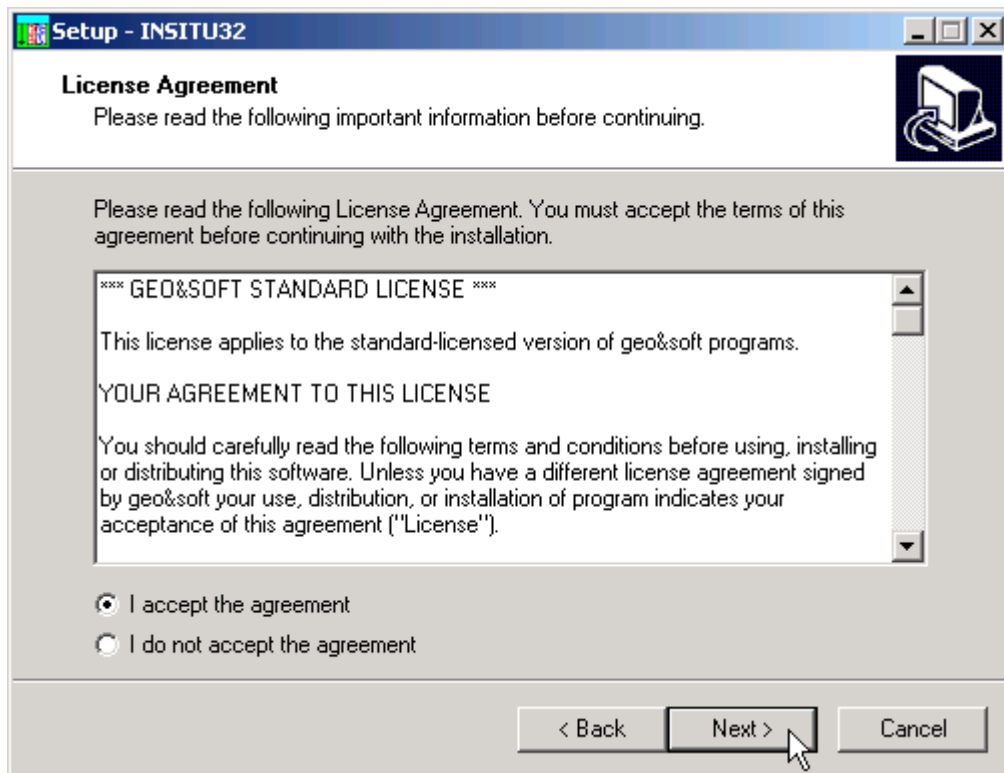 Setup - INSITU32
License Agreement
Please read the following important information before continuing.
Please read the following License Agreement. You must accept the terms of this
agreement before continuing with the installation.
*** GEO&SOFT STANDARD LICENSE ***
This license applies to the standard-licensed version of geo&soft programs.
YOUR AGREEMENT TO THIS LICENSE
You should carefully read the following terms and conditions before using, installing
or distributing this software. Unless you have a different license agreement signed
by geo&soft your use, distribution, or installation of program indicates your
acceptance of this agreement ("License").
I accept the agreement
I do not accept the agreement
< Back Next > Cancel